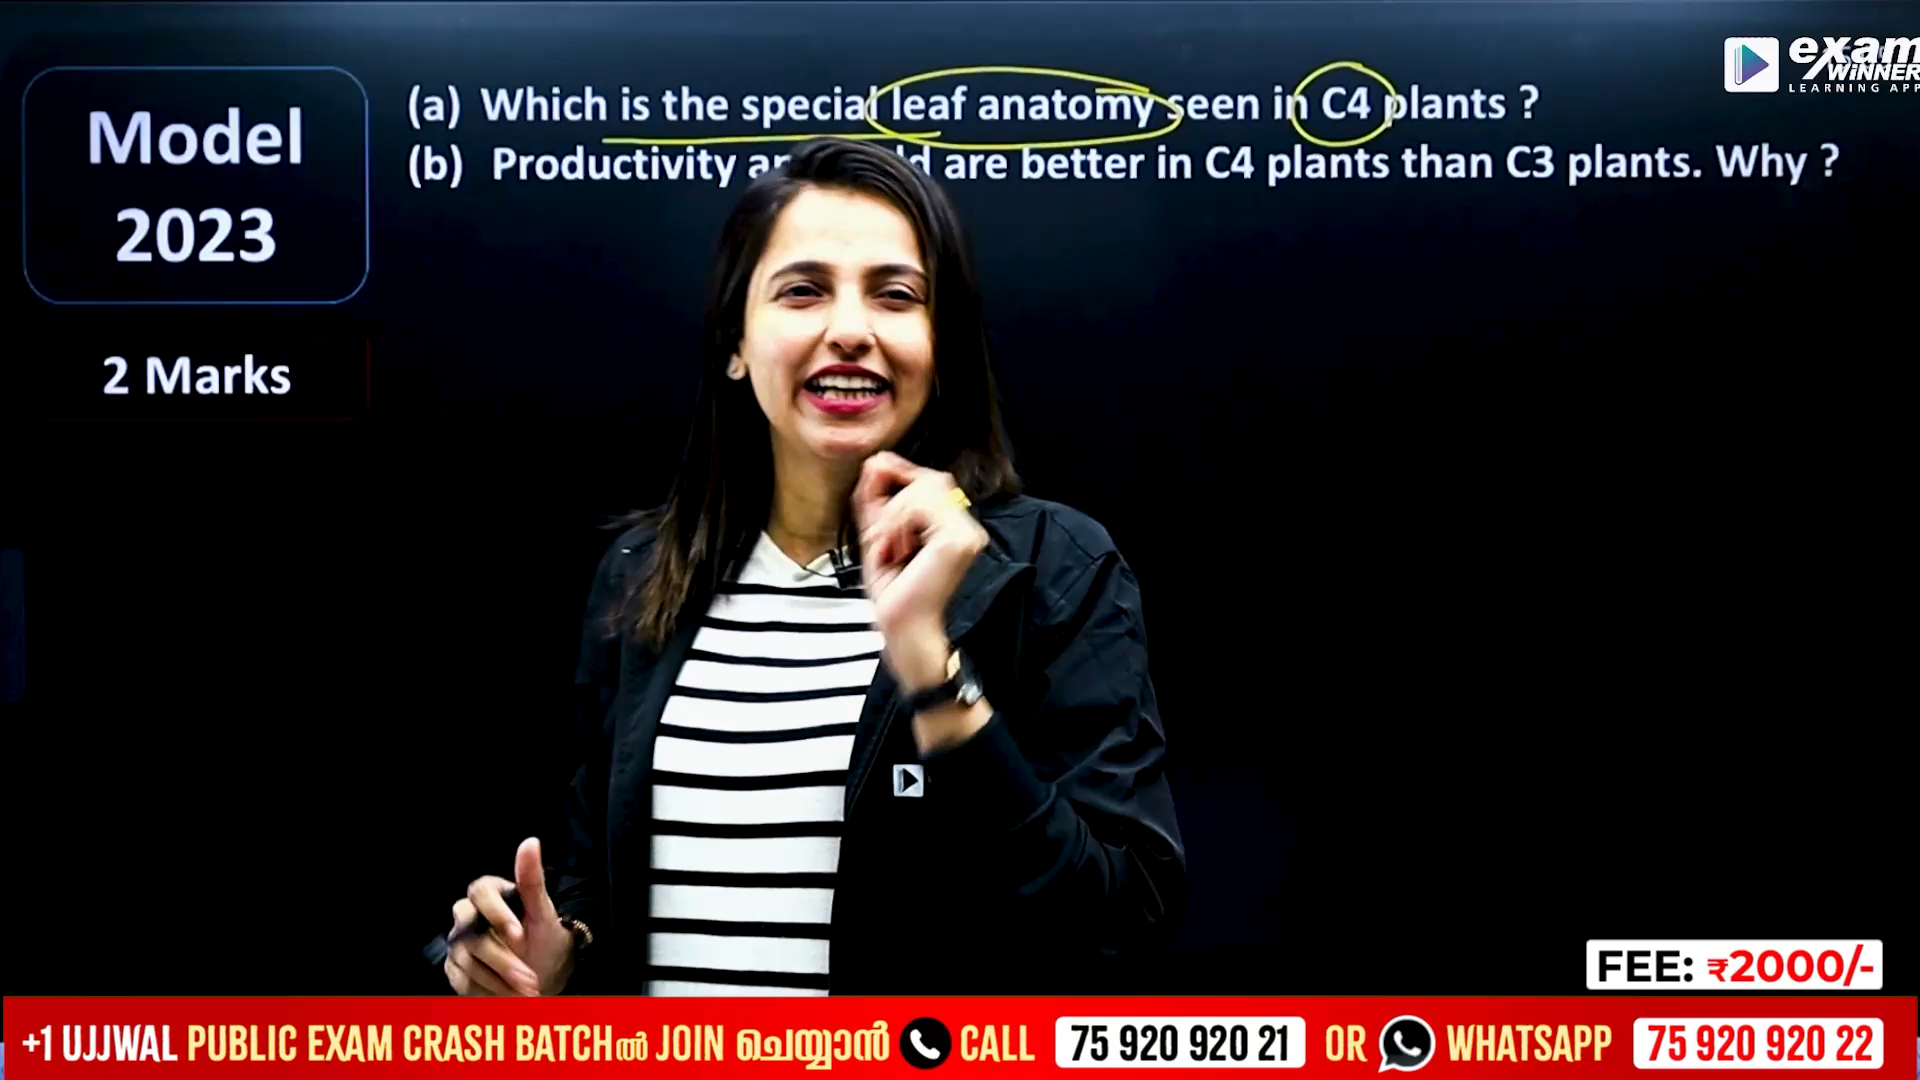 exam
WINNER
LEARNING APP
Model
2023
2 Marks
(a) Which is the special leaf anatomy seen in C4 plants ?
(b) Productivity are better in C4 plants than C3 plants. Why ?
FEE: ₹2000/-
+1 UJJWAL PUBLIC EXAM CRASH BATCHൽ JOIN ചെയ്യാൻ CALL 75 920 920 21 OR WHATSAPP 75 920 920 22